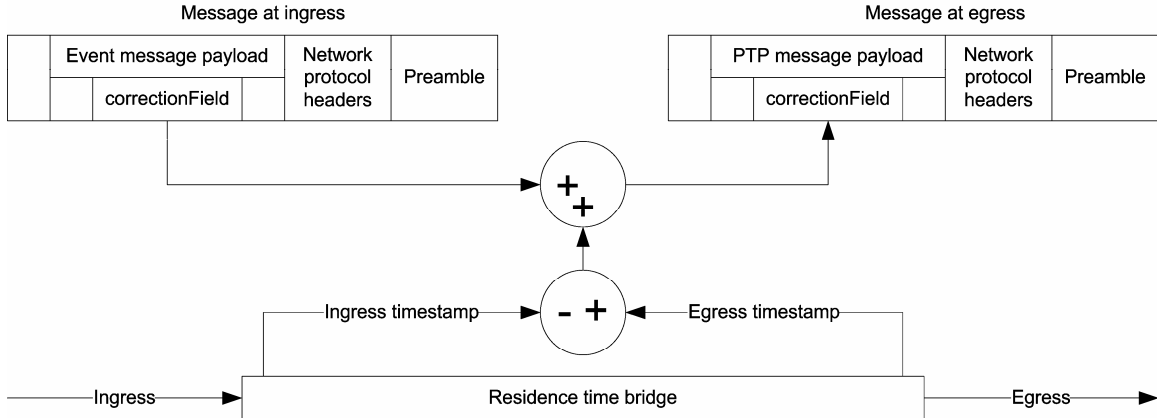 Message at ingress
Message at egress
Event message payload
correctionField
Network
protocol
headers
Preamble
PTP message payload
correctionField
Network
protocol
headers
Preamble
+
+
Ingress timestamp
- +
Egress timestamp
Ingress
Residence time bridge
Egress